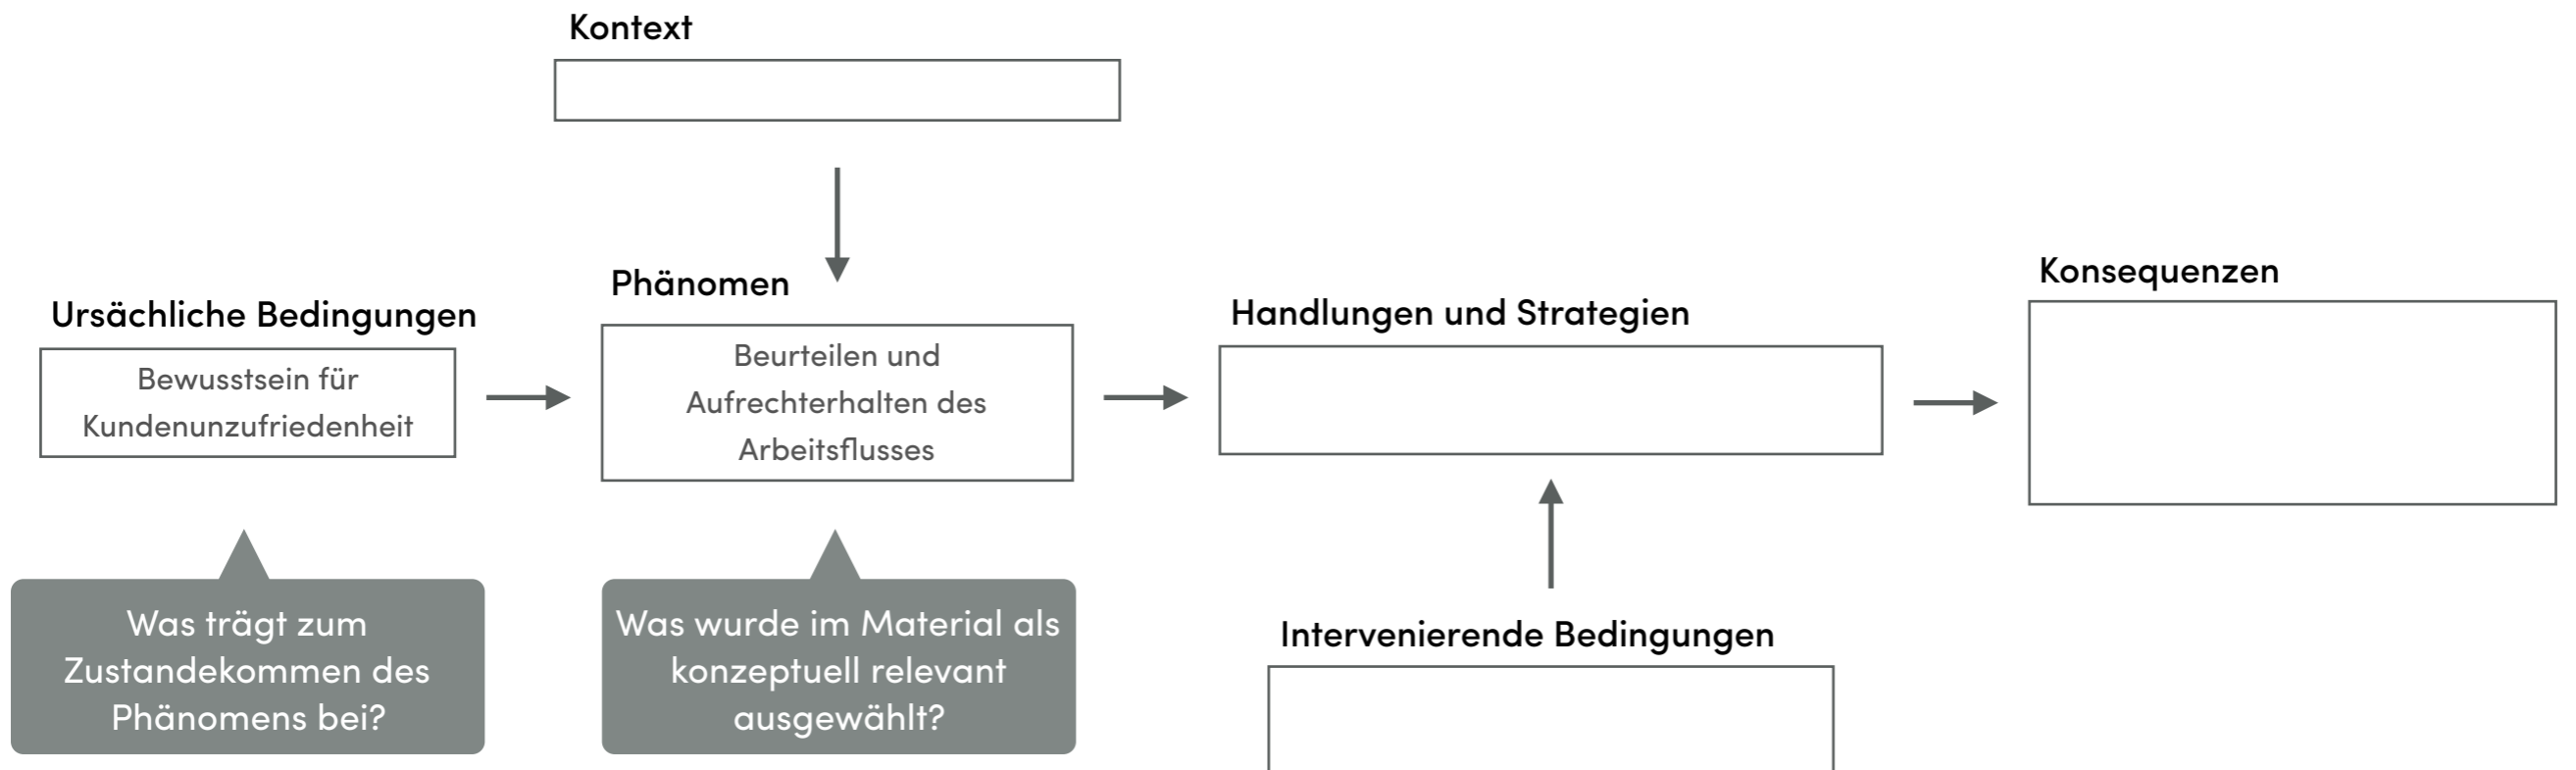 Kontext
Phänomen
Ursächliche Bedingungen
Bewusstsein für
Kundenunzufriedenheit
Beurteilen und
Aufrechterhalten des
Arbeitsflusses
Handlungen und Strategien
Konsequenzen
Was trägt zum
Zustandekommen des
Phänomens bei?
Was wurde im Material als
konzeptuell relevant
ausgewählt?
Intervenierende Bedingungen